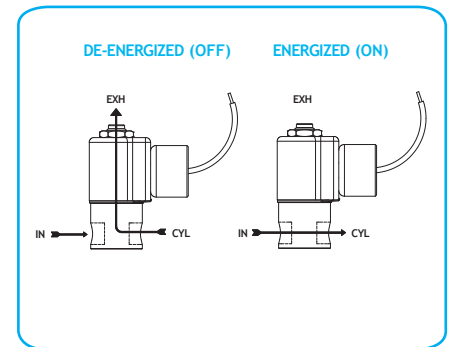 DE-ENERGIZED (OFF)
ENERGIZED (ON)
EXH
EXH
IN
CYL
IN
CYL